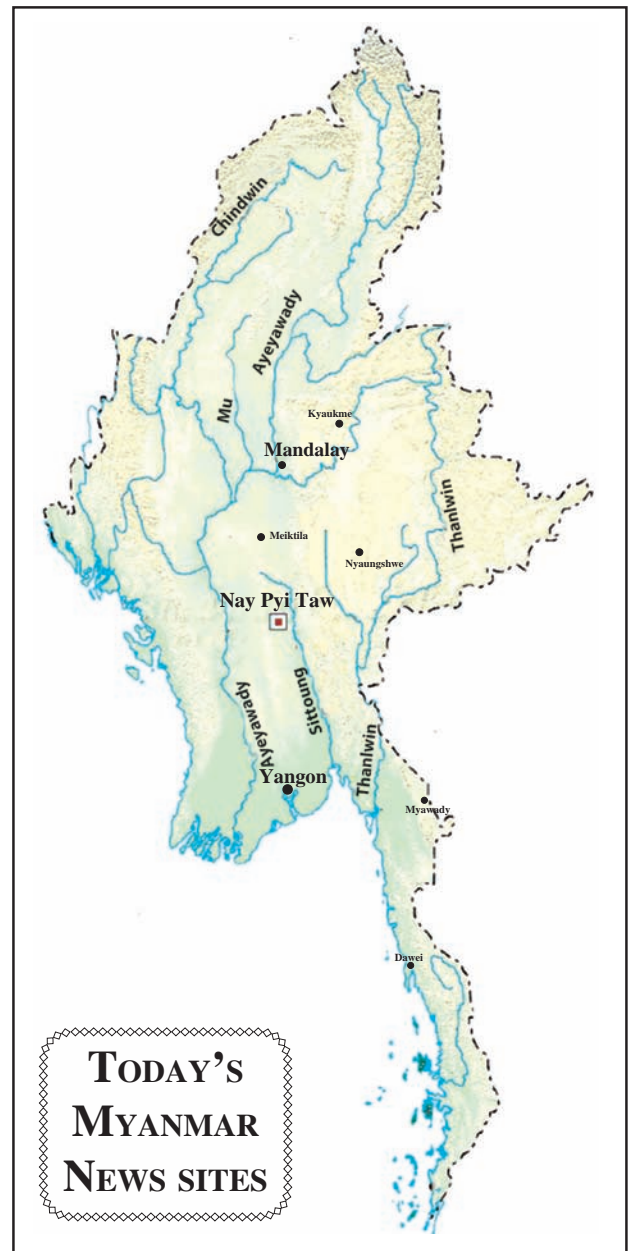 Chindwin
Ayeyawady
Mu
Kyaukme
Mandalay
Thanlwin
Meiktila
Nyaungshwe
Nay Pyi Taw
Ayeyawady
Sittoung
Thanlwin
Yangon
Myawady
Dawei
TODAY'S
MYANMAR
NEWS SITES